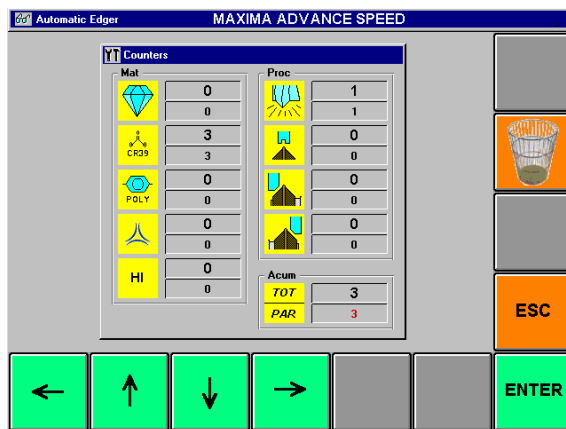 Automatic Edger MAXIMA ADVANCE SPEED
Counters
Mat
0
0
CR39
3
3
POLY
0
0
0
0
HI
0
0
Proc
1
1
0
0
0
0
0
0
Acum
TOT 3
PAR 3
ESC
ENTER